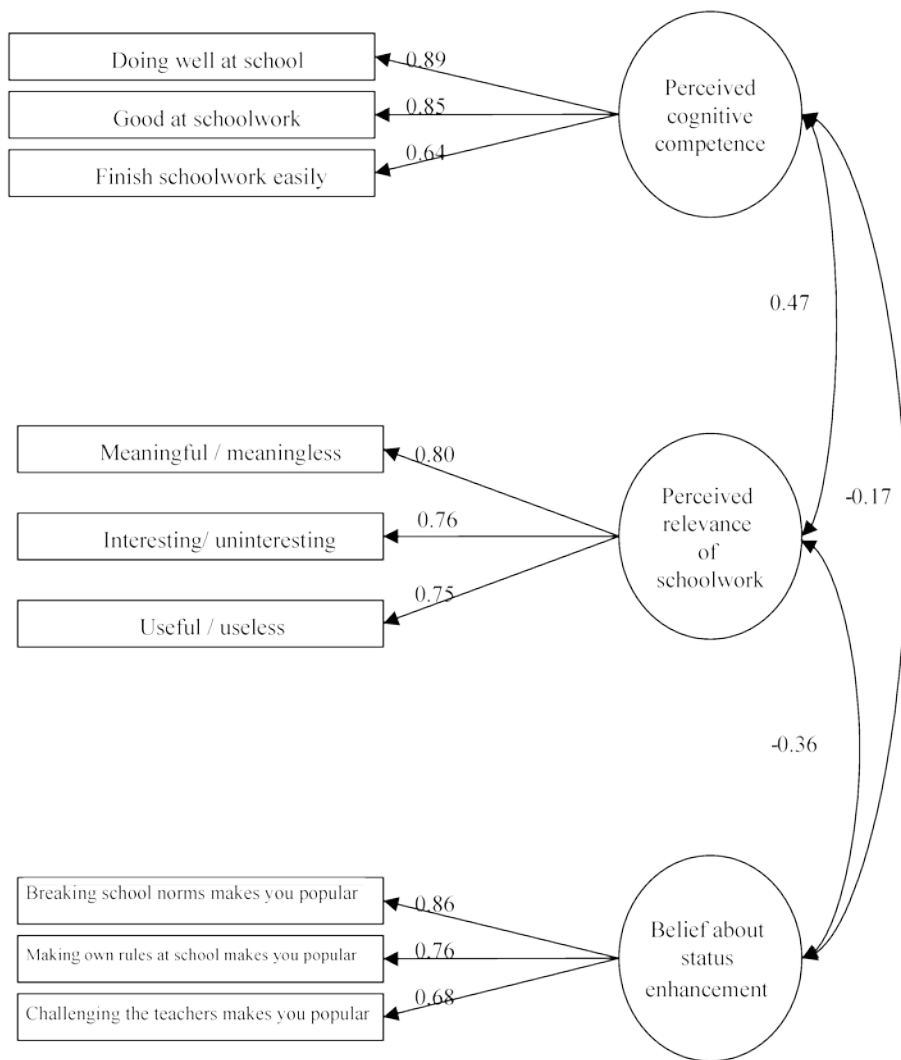 Doing well at school
0.89
Good at schoolwork
0.85
Finish schoolwork easily
0.64
Perceived
cognitive
competence
0.47
Meaningful / meaningless
0.80
Interesting/ uninteresting
0.76
Useful / useless
0.75
Perceived
relevance
of
schoolwork
-0.17
-0.36
Breaking school norms makes you popular
0.86
Making own rules at school makes you popular
0.76
Challenging the teachers makes you popular
0.68
Belief about
status
enhancement